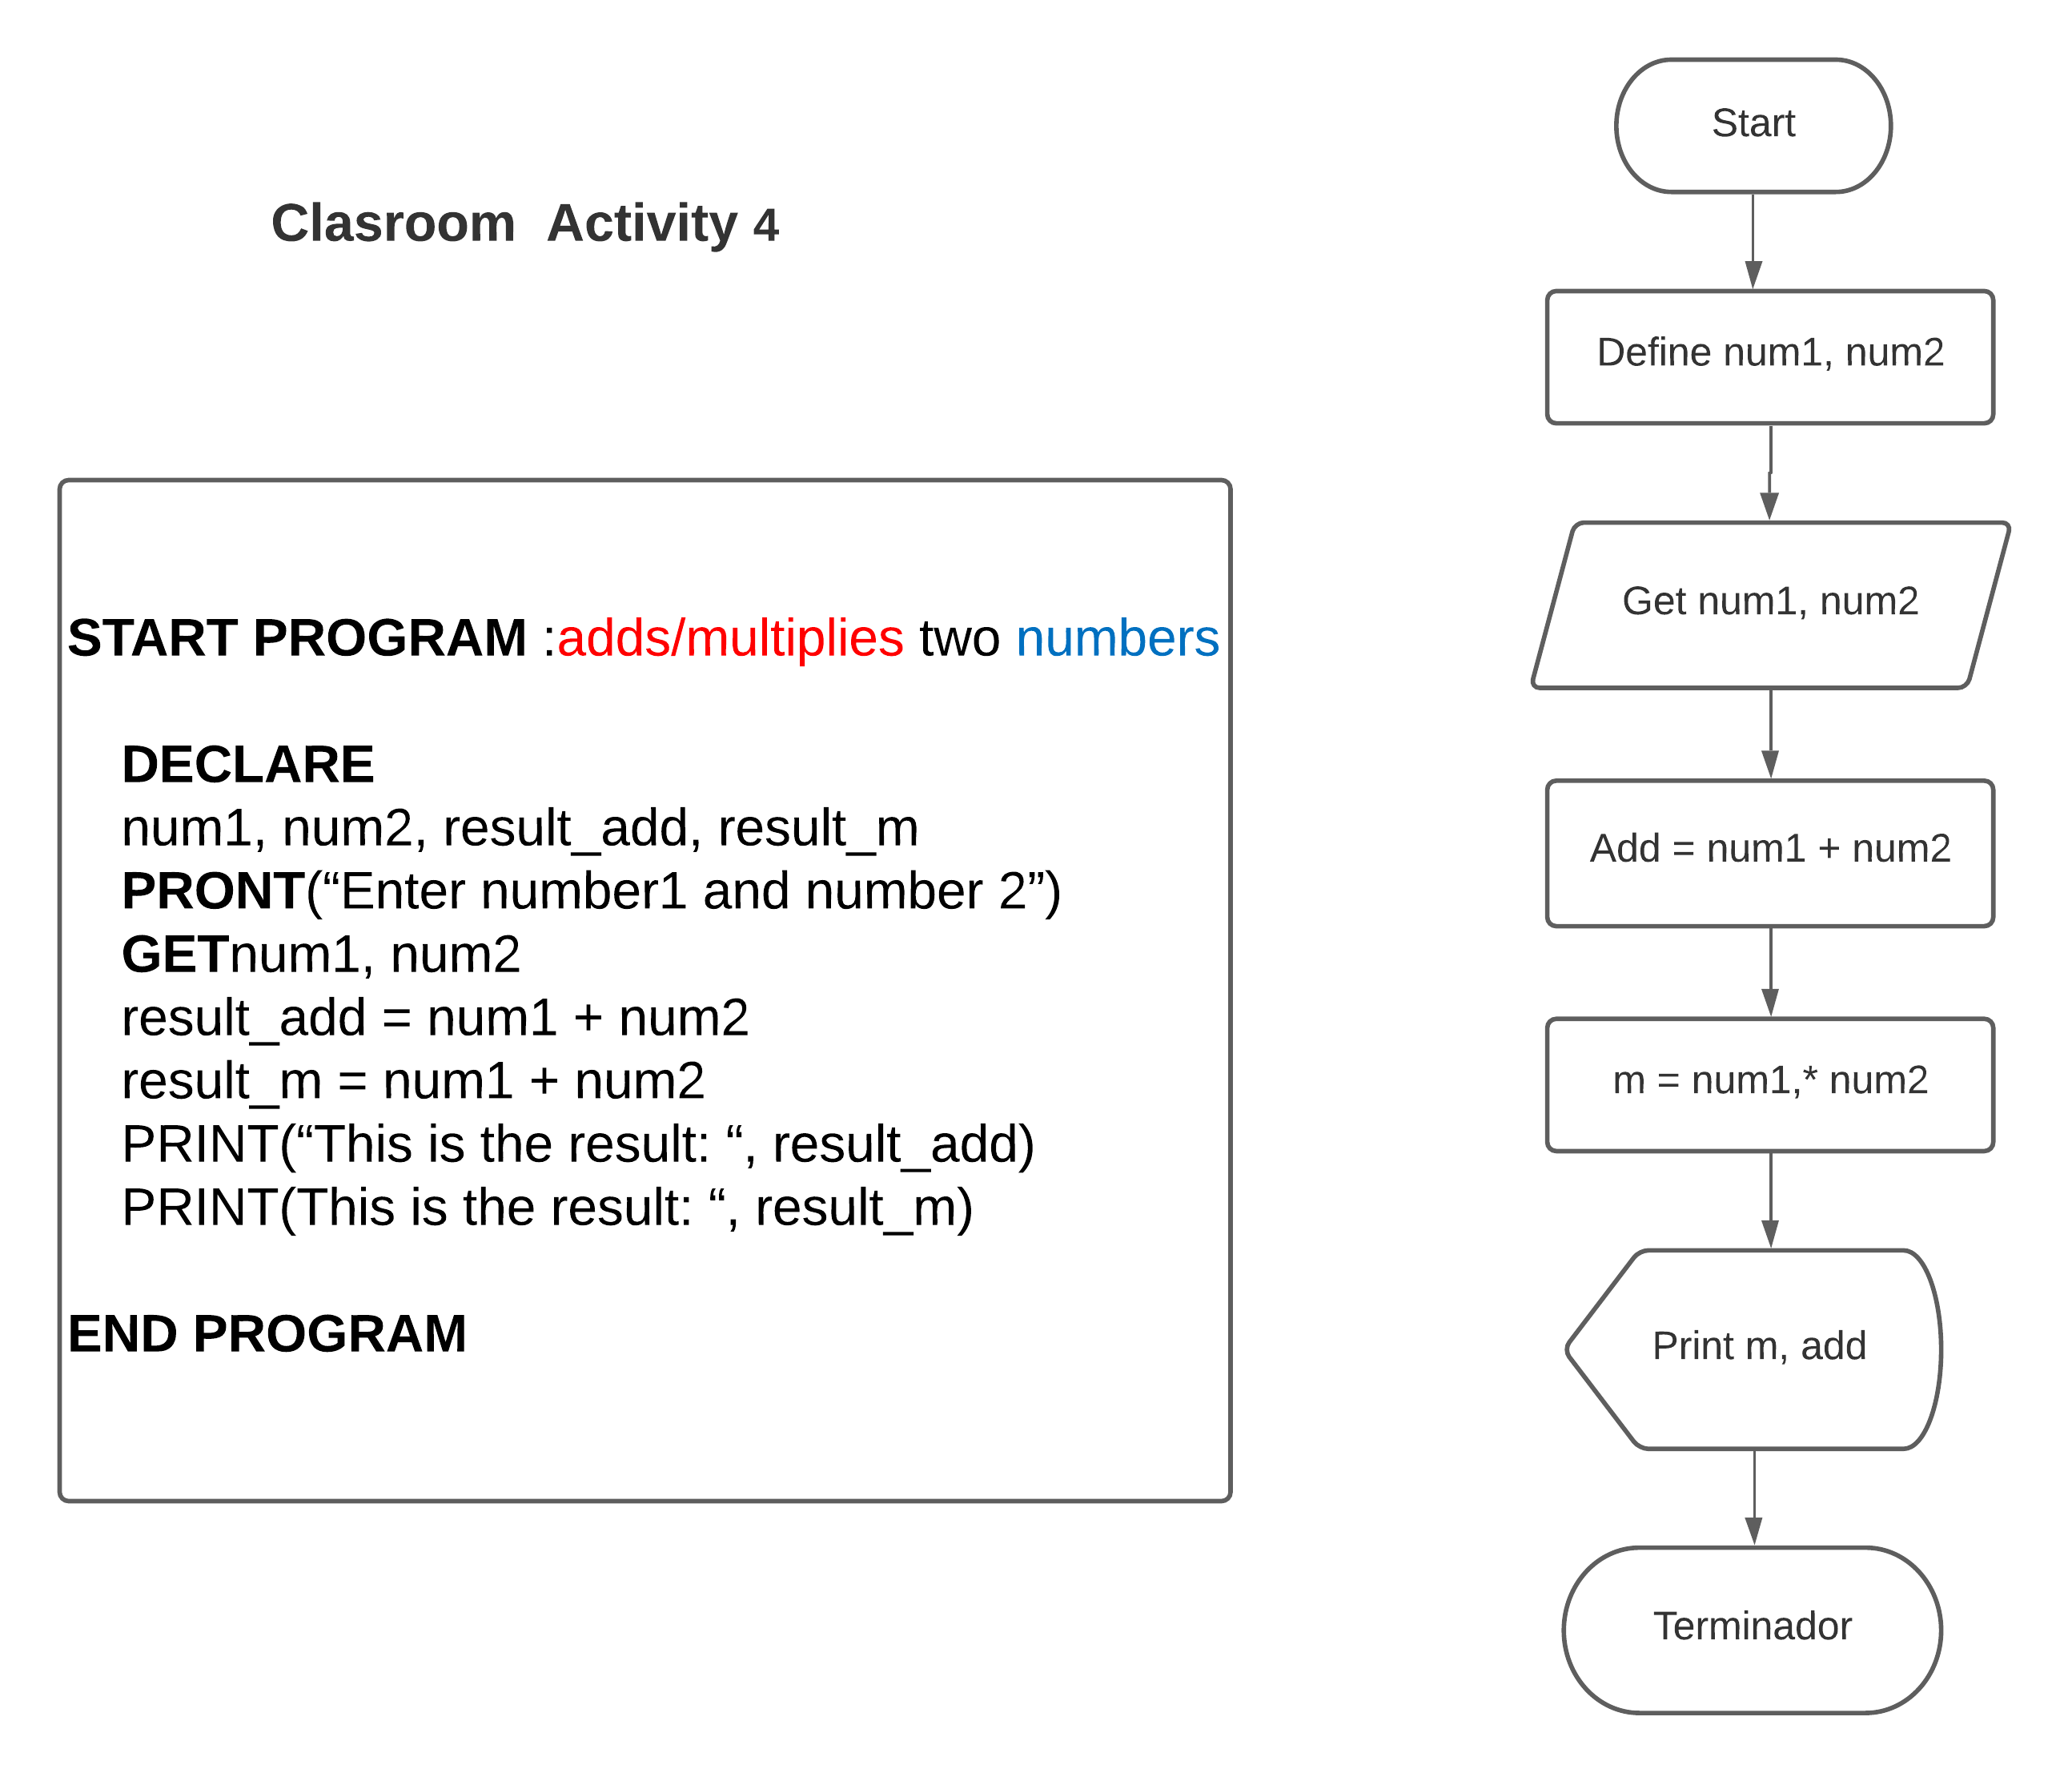 Clasroom Activity 4
START PROGRAM :adds/multiplies two numbers
DECLARE
num1, num2, result_add, result_m
PRONT(“Enter number1 and number 2”)
GETnum1, num2
result_add = num1 + num2
result_m = num1 + num2
PRINT(“This is the result: “, result_add)
PRINT(This is the result: “, result_m)
END PROGRAM
Start
Define num1, num2
Get num1, num2
Add = num1 + num2
m = num1,* num2
Print m, add
Terminador